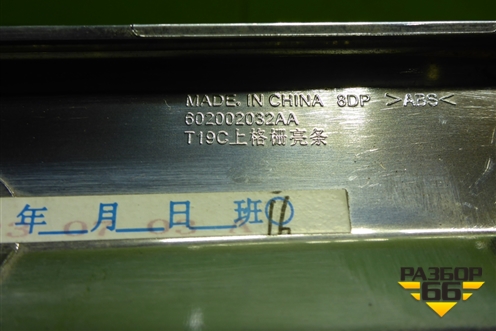 MADE IN CHINA 8DP >ABS<
602002032AA
T19C上格栅亮条
年 月 日 班
РАЗБОР
66